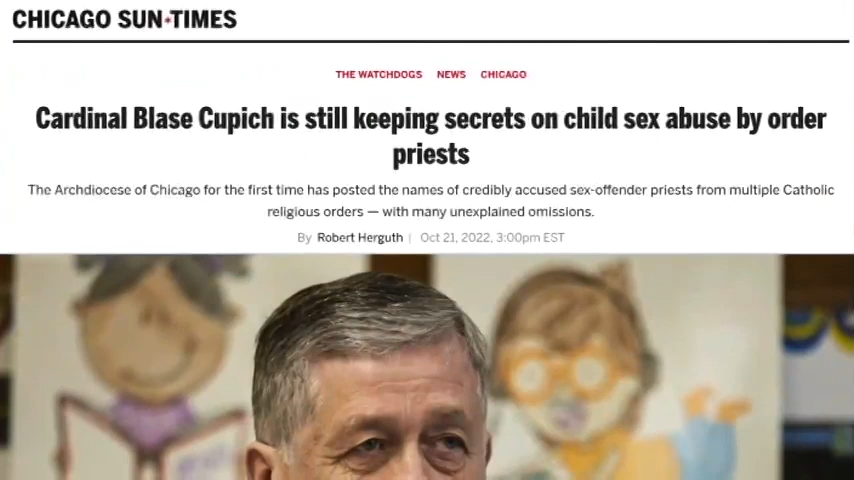 CHICAGO SUN*TIMES
THE WATCHDOGS NEWS CHICAGO
Cardinal Blase Cupich is still keeping secrets on child sex abuse by order
priests
The Archdiocese of Chicago for the first time has posted the names of credibly accused sex-offender priests from multiple Catholic
religious orders — with many unexplained omissions.
By Robert Herguth | Oct 21, 2022, 3:00pm EST